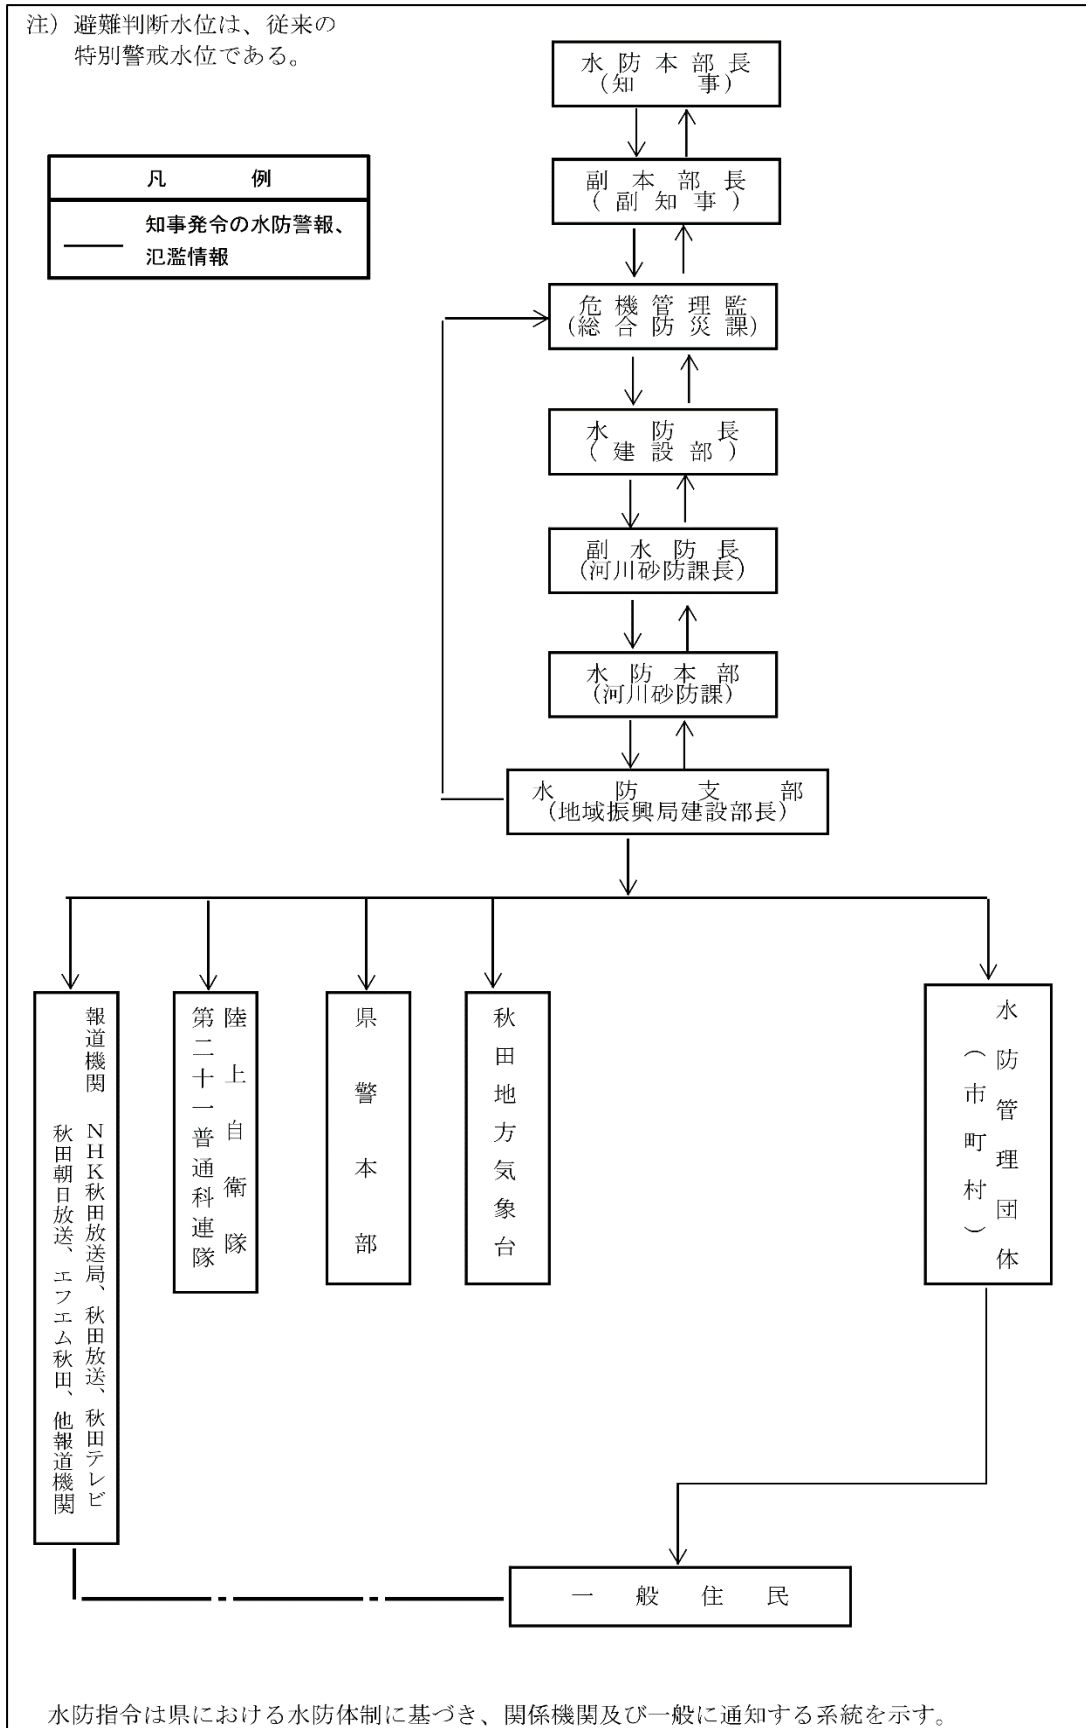 注）避難判断水位は、従来の
特別警戒水位である。
凡 例
知事発令の水防警報、
氾濫情報
水防本部長
（知 事）
副本部長
（副知事）
危機管理監
(総合防災課)
水防長
（建設部）
副水防長
（河川砂防課長）
水防本部
（河川砂防課）
水防支部
（地域振興局建設部長）
報道機関 NHK秋田放送局、秋田放送、秋田テレビ
秋田朝日放送、エフエム秋田、他報道機関
陸上自衛隊
第二十一普通科連隊
県警本部
秋田地方気象台
水防管理団体
（市町村）
一般住民
水防指令は県における水防体制に基づき、関係機関及び一般に通知する系統を示す。